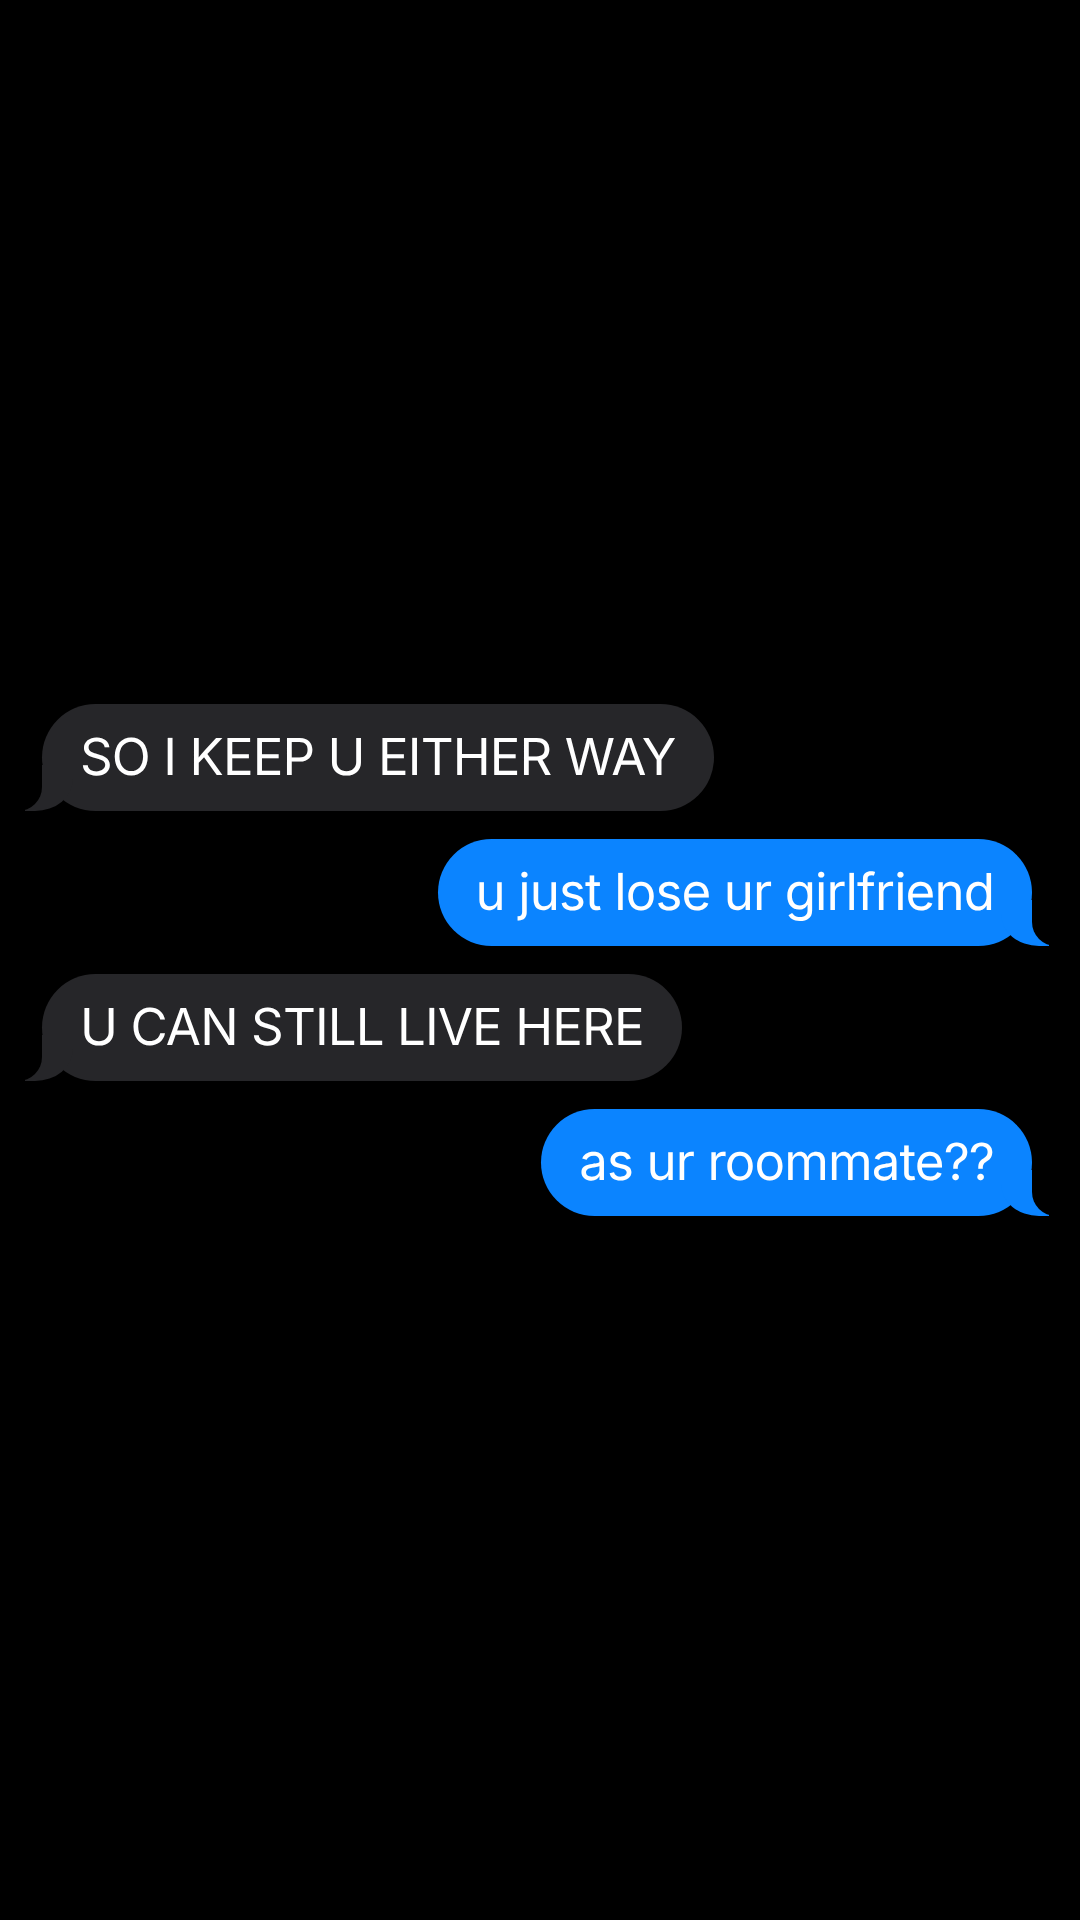 SO I KEEP U EITHER WAY
u just lose ur girlfriend
U CAN STILL LIVE HERE
as ur roommate??